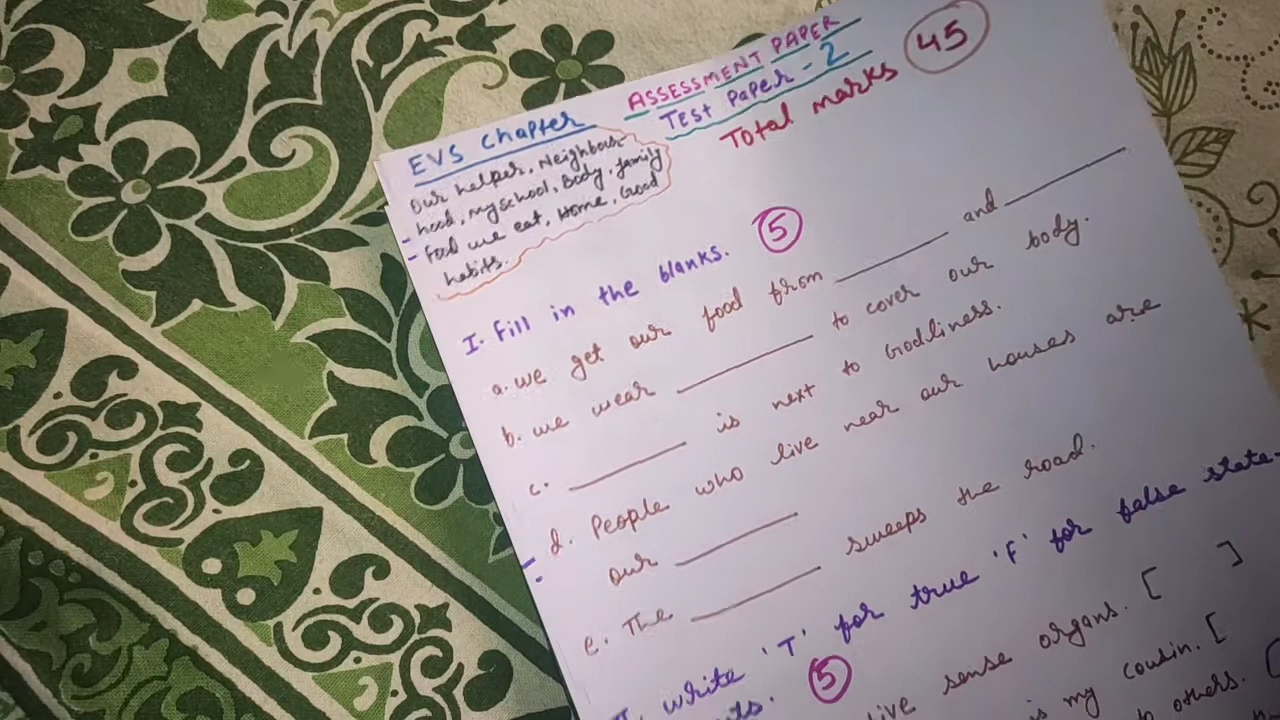 ASSESSMENT PAPER
TEST PaPeR - 2
Total marks 45
EVS Chapter
Our helper, Neighbour-
- hood, My school, Body, family
- Food we eat, Home, Good
habits.
I. Fill in the blanks. 5
a. we get our food from ______ and ______
b. we wear ______ to cover our body.
c. ______ is next to Godliness.
d. People who live near our houses are
our ______
e. The ______ sweeps the road.
write 'T' for true 'F' for false state-
5
sense organs. [ ]
is my cousin. [
others. [